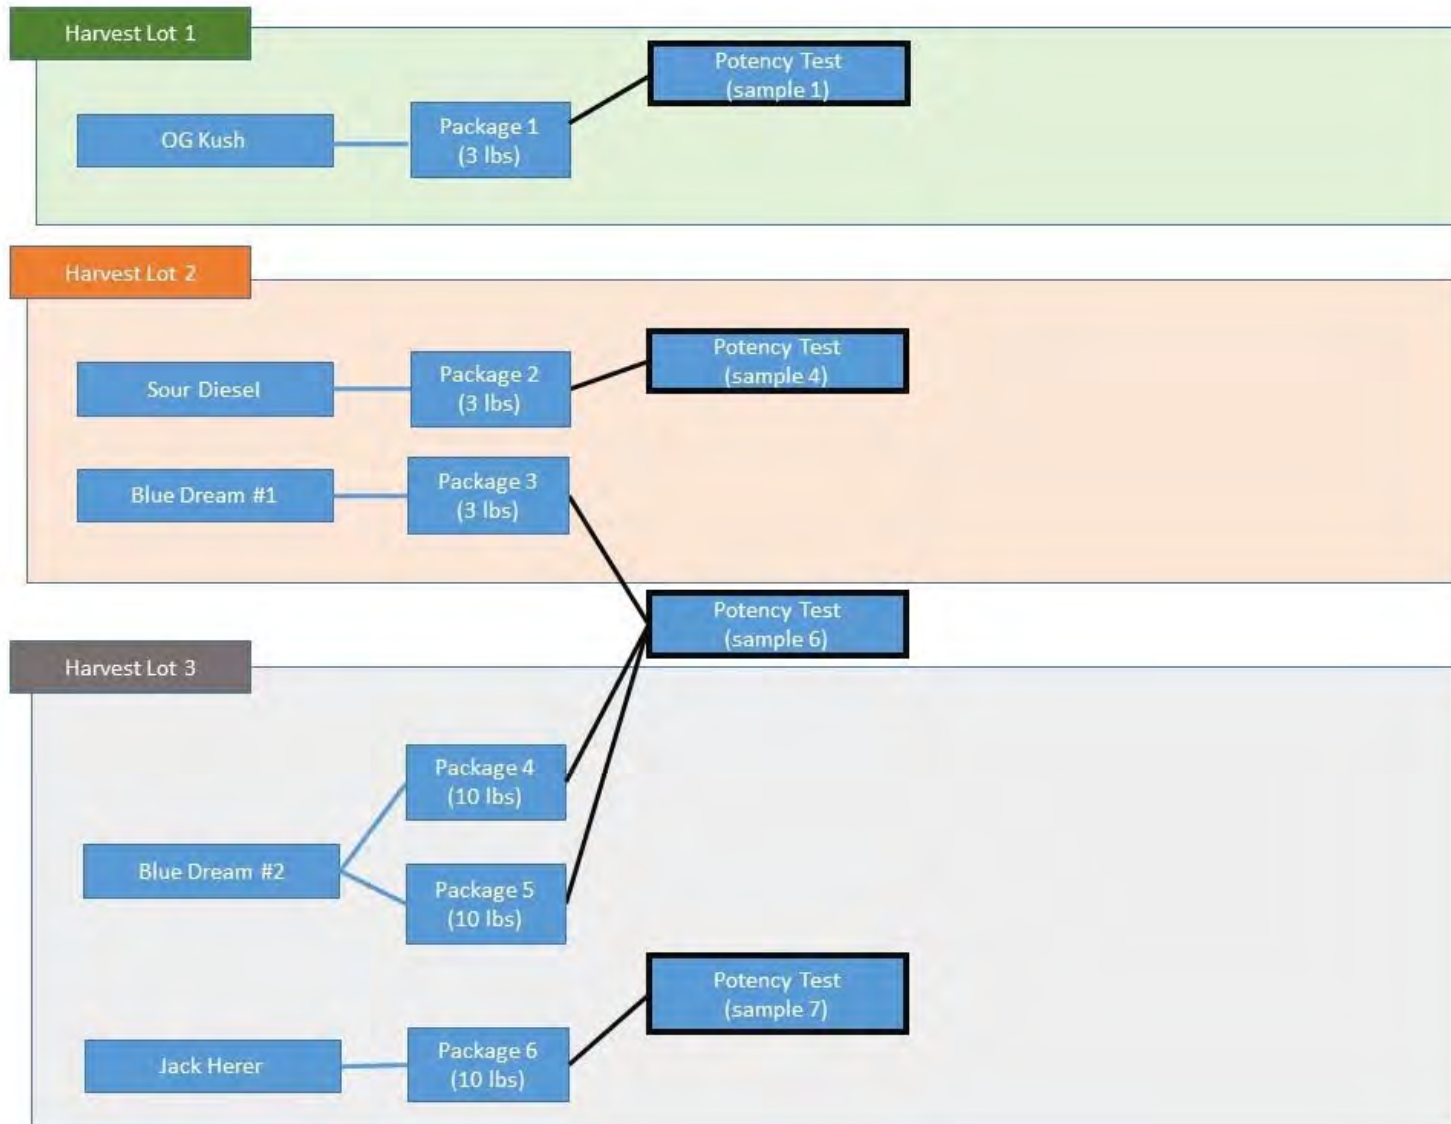 Harvest Lot 1
Potency Test
(sample 1)
OG Kush
Package 1
(3 lbs)
Harvest Lot 2
Potency Test
(sample 4)
Sour Diesel
Package 2
(3 lbs)
Blue Dream #1
Package 3
(3 lbs)
Potency Test
(sample 6)
Harvest Lot 3
Package 4
(10 lbs)
Blue Dream #2
Package 5
(10 lbs)
Potency Test
(sample 7)
Jack Herer
Package 6
(10 lbs)